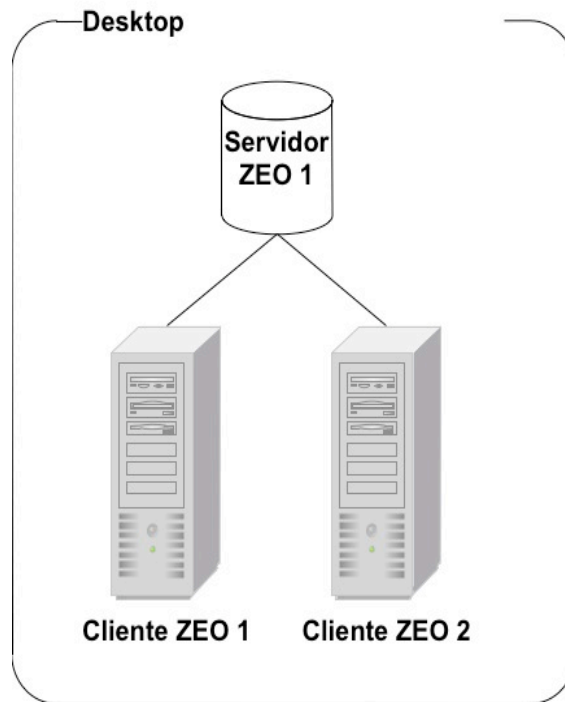 Desktop
Servidor
ZEO 1
Cliente ZEO 1
Cliente ZEO 2